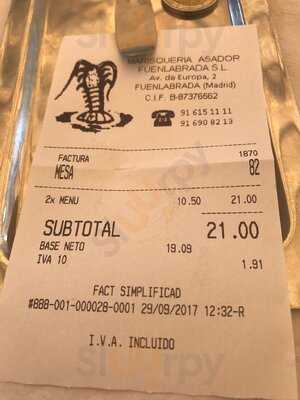 MARISQUERIA ASADOR
FUENLABRADA S.L
Av. de Europa, 2
FUENLABRADA (Madrid)
C.I.F. B-87376562
91 615 11 11
91 690 82 13
FACTURA 1870
MESA 82
2x MENU 10.50 21.00
SUBTOTAL 21.00
BASE NETO 19.09
IVA 10 1.91
FACT SIMPLIFICAD
#888-001-000028-0001 29/09/2017 12:32-R
I.V.A. INCLUIDO